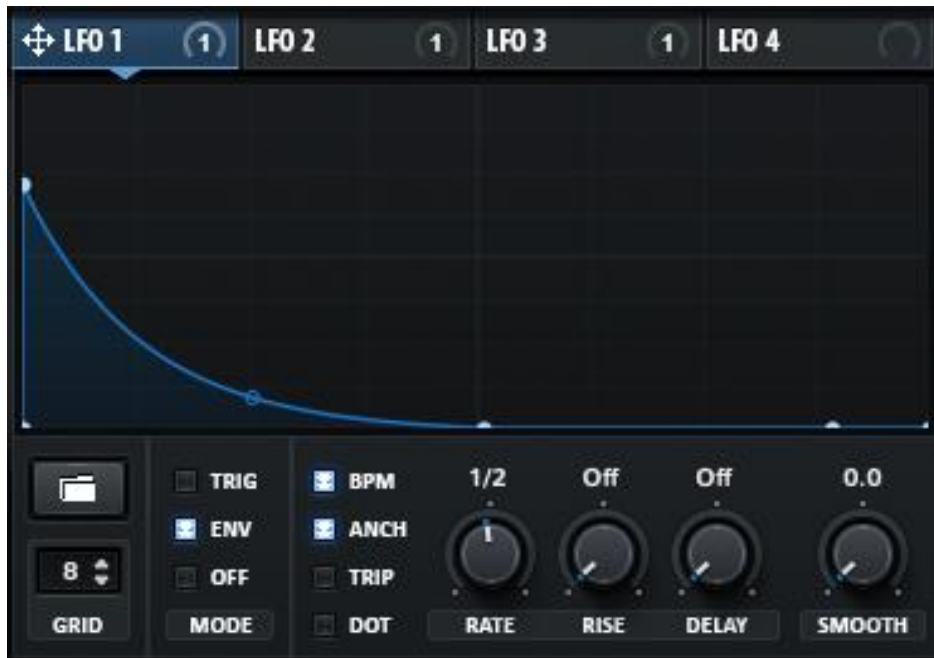 LFO 1 1 LFO 2 1 LFO 3 1 LFO 4
TRIG BPM 1/2 Off Off 0.0
ENV ANCH
8 OFF TRIP
GRID MODE DOT RATE RISE DELAY SMOOTH